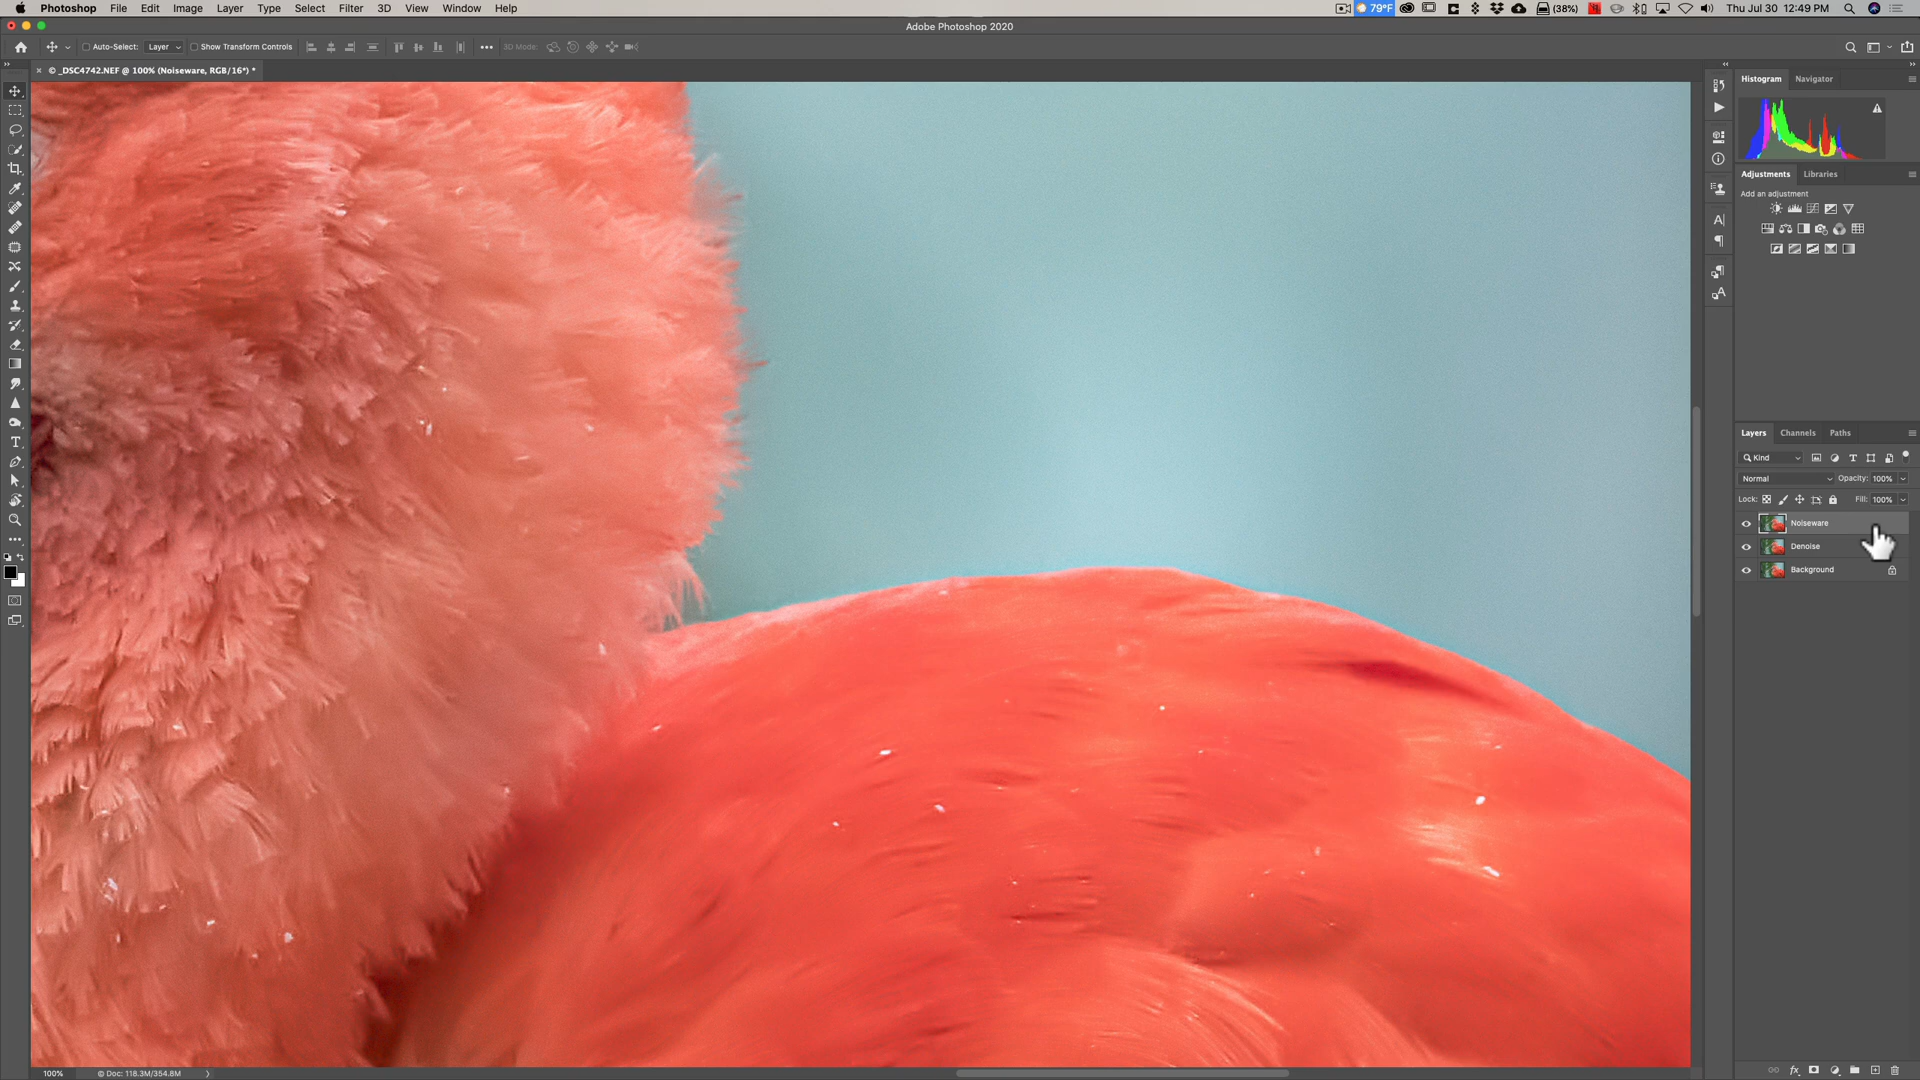 Photoshop File Edit Image Layer Type Select Filter 3D View Window Help 79°F (38%) Thu Jul 30 12:49 PM
Adobe Photoshop 2020
Auto-Select: Layer Show Transform Controls 3D Mode:
© _DSC4742.NEF @ 100% (Noiseware, RGB/16*) *
Histogram Navigator
Adjustments Libraries
Add an adjustment
Layers Channels Paths
Kind
Normal Opacity: 100%
Lock: Fill: 100%
Noiseware
Denoise
Background
100% Doc: 118.3M/354.8M